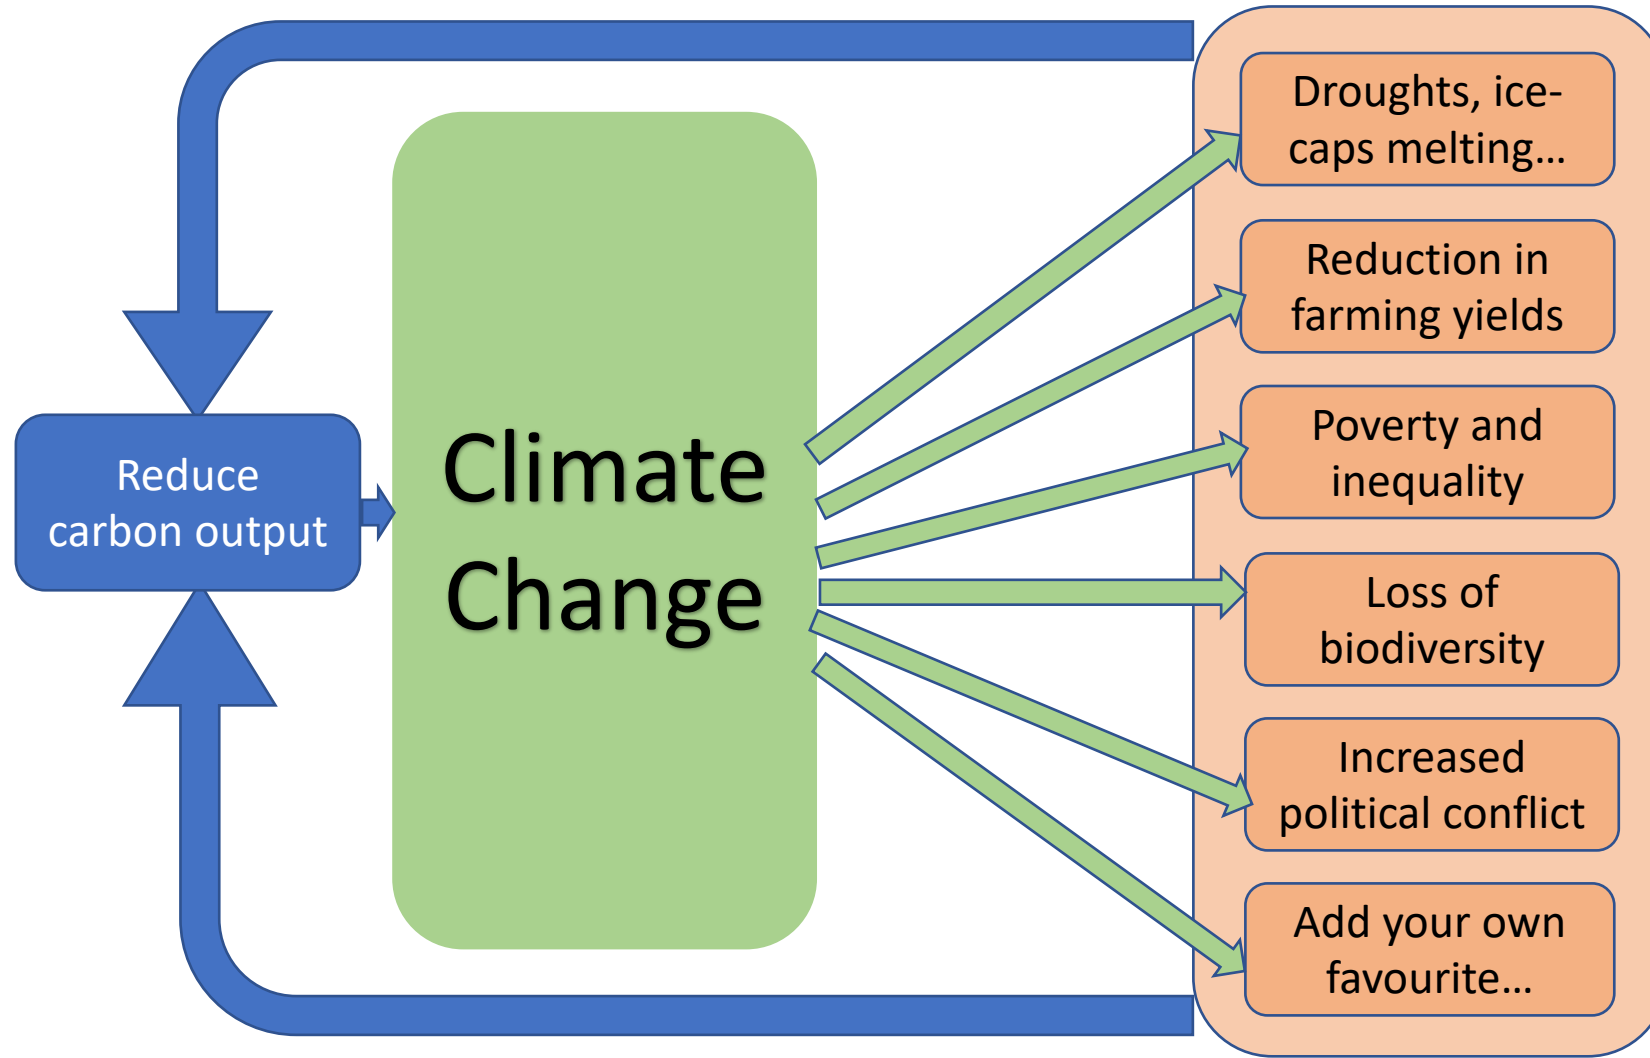 Droughts, ice-
caps melting…
Reduction in
farming yields
Poverty and
inequality
Loss of
biodiversity
Increased
political conflict
Add your own
favourite…
Climate
Change
Reduce
carbon output